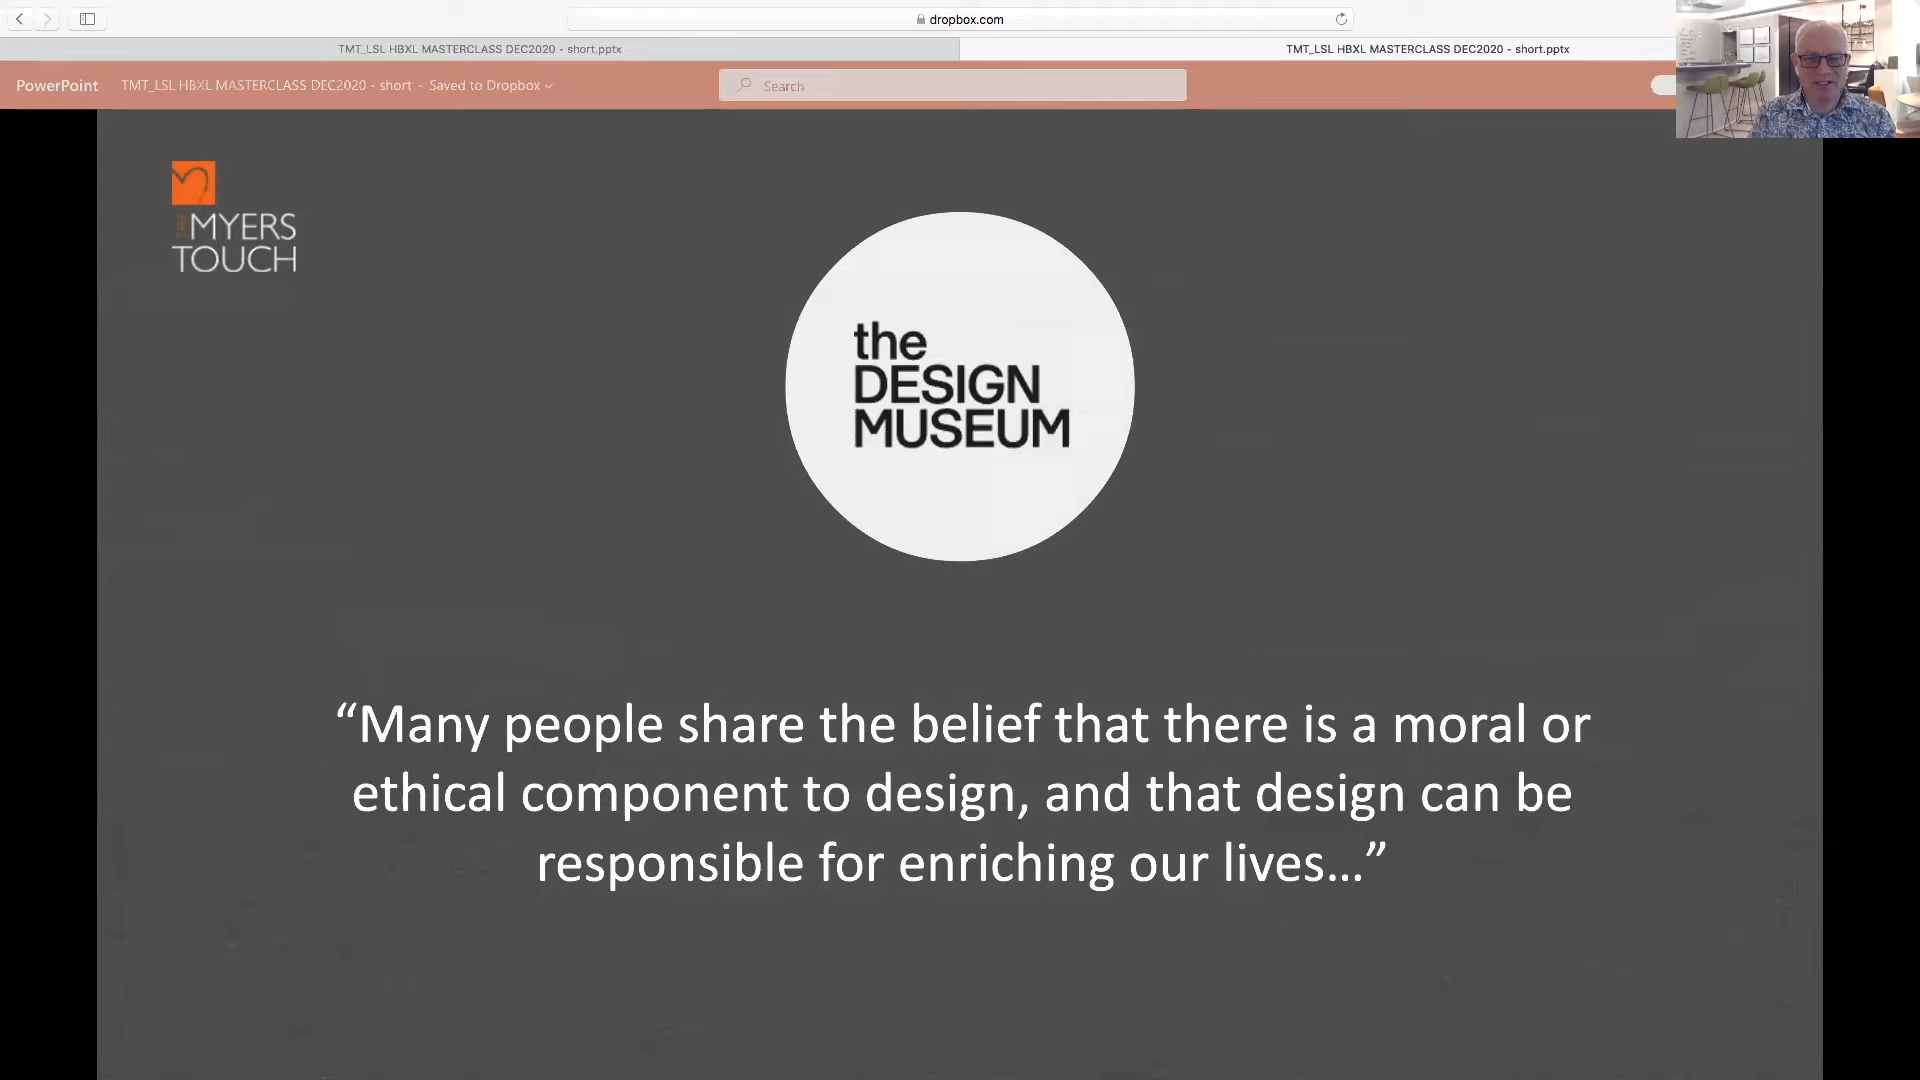 dropbox.com
TMT_LSL HBXL MASTERCLASS DEC2020 - short.pptx
TMT_LSL HBXL MASTERCLASS DEC2020 - short.pptx
PowerPoint
TMT_LSL HBXL MASTERCLASS DEC2020 - short - Saved to Dropbox
Search
THE MYERS
TOUCH
the
DESIGN
MUSEUM
“Many people share the belief that there is a moral or
ethical component to design, and that design can be
responsible for enriching our lives...”